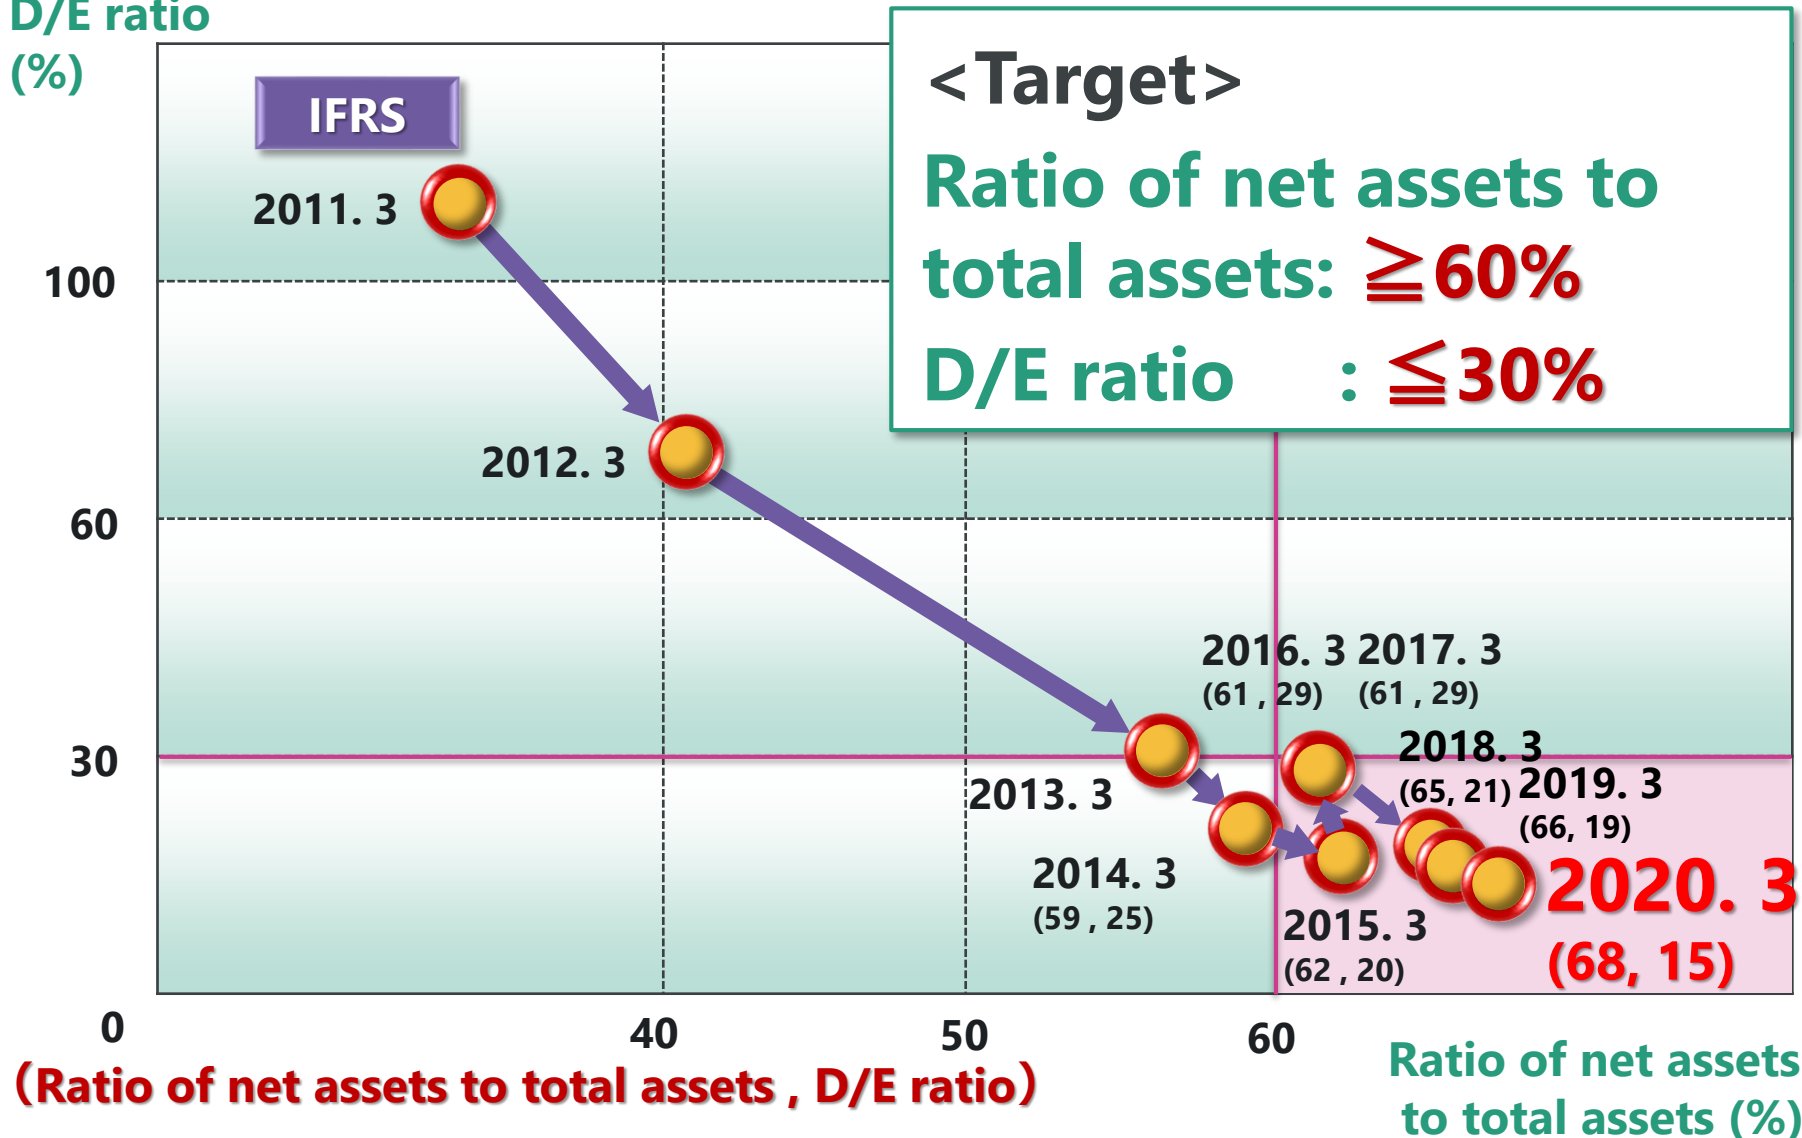 D/E ratio
(%)
IFRS
<Target>
Ratio of net assets to
total assets: ≧60%
D/E ratio : ≦30%
2011. 3
100
2012. 3
60
2016. 3 2017. 3
(61 , 29) (61 , 29)
30
2018. 3
(65, 21)
2019. 3
(66, 19)
2013. 3
2014. 3
(59 , 25)
2015. 3
(62 , 20)
2020. 3
(68, 15)
0
40
50
60
（Ratio of net assets to total assets , D/E ratio）
Ratio of net assets
to total assets (%)